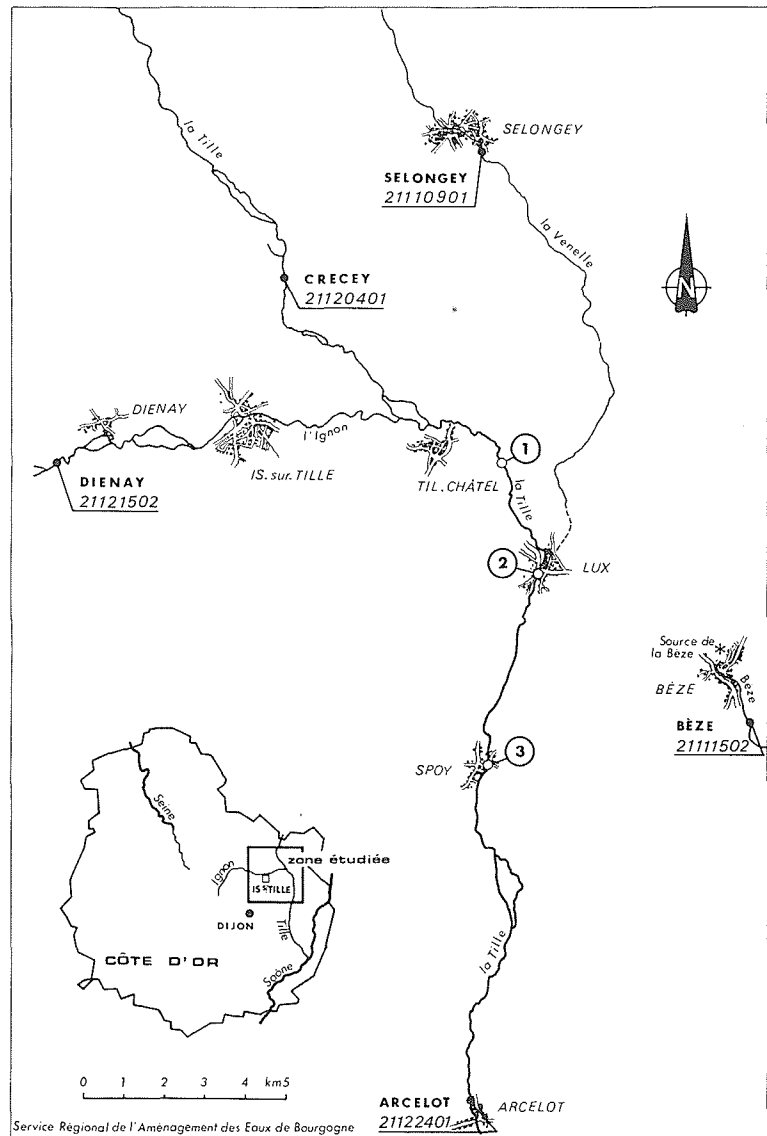 la Tille
SELONGEY
SELONGEY
21110901
la Venelle
N
CRECEY
21120401
DIENAY
l'Ignon
IS.sur.TILLE
TIL.CHÂTEL
1
la Tille
DIENAY
21121502
2
LUX
Source de
la Bèze
BÈZE
Bèze
BÈZE
21111502
3
SPOY
Seine
zone étudiée
Ignon
IS S/ TILLE
DIJON
Tille
CÔTE D'OR
Saône
la Tille
0 1 2 3 4 km5
ARCELOT
21122401
ARCELOT
Service Régional de l'Aménagement des Eaux de Bourgogne